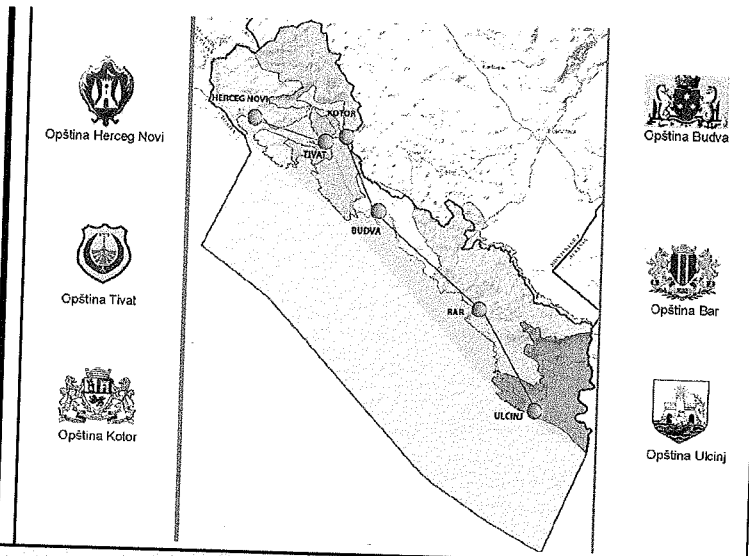 Opština Herceg Novi
Opština Tivat
Opština Kotor
HERCEG NOVI
KOTOR
TIVAT
BUDVA
BAR
ULCINJ
Opština Budva
Opština Bar
Opština Ulcinj